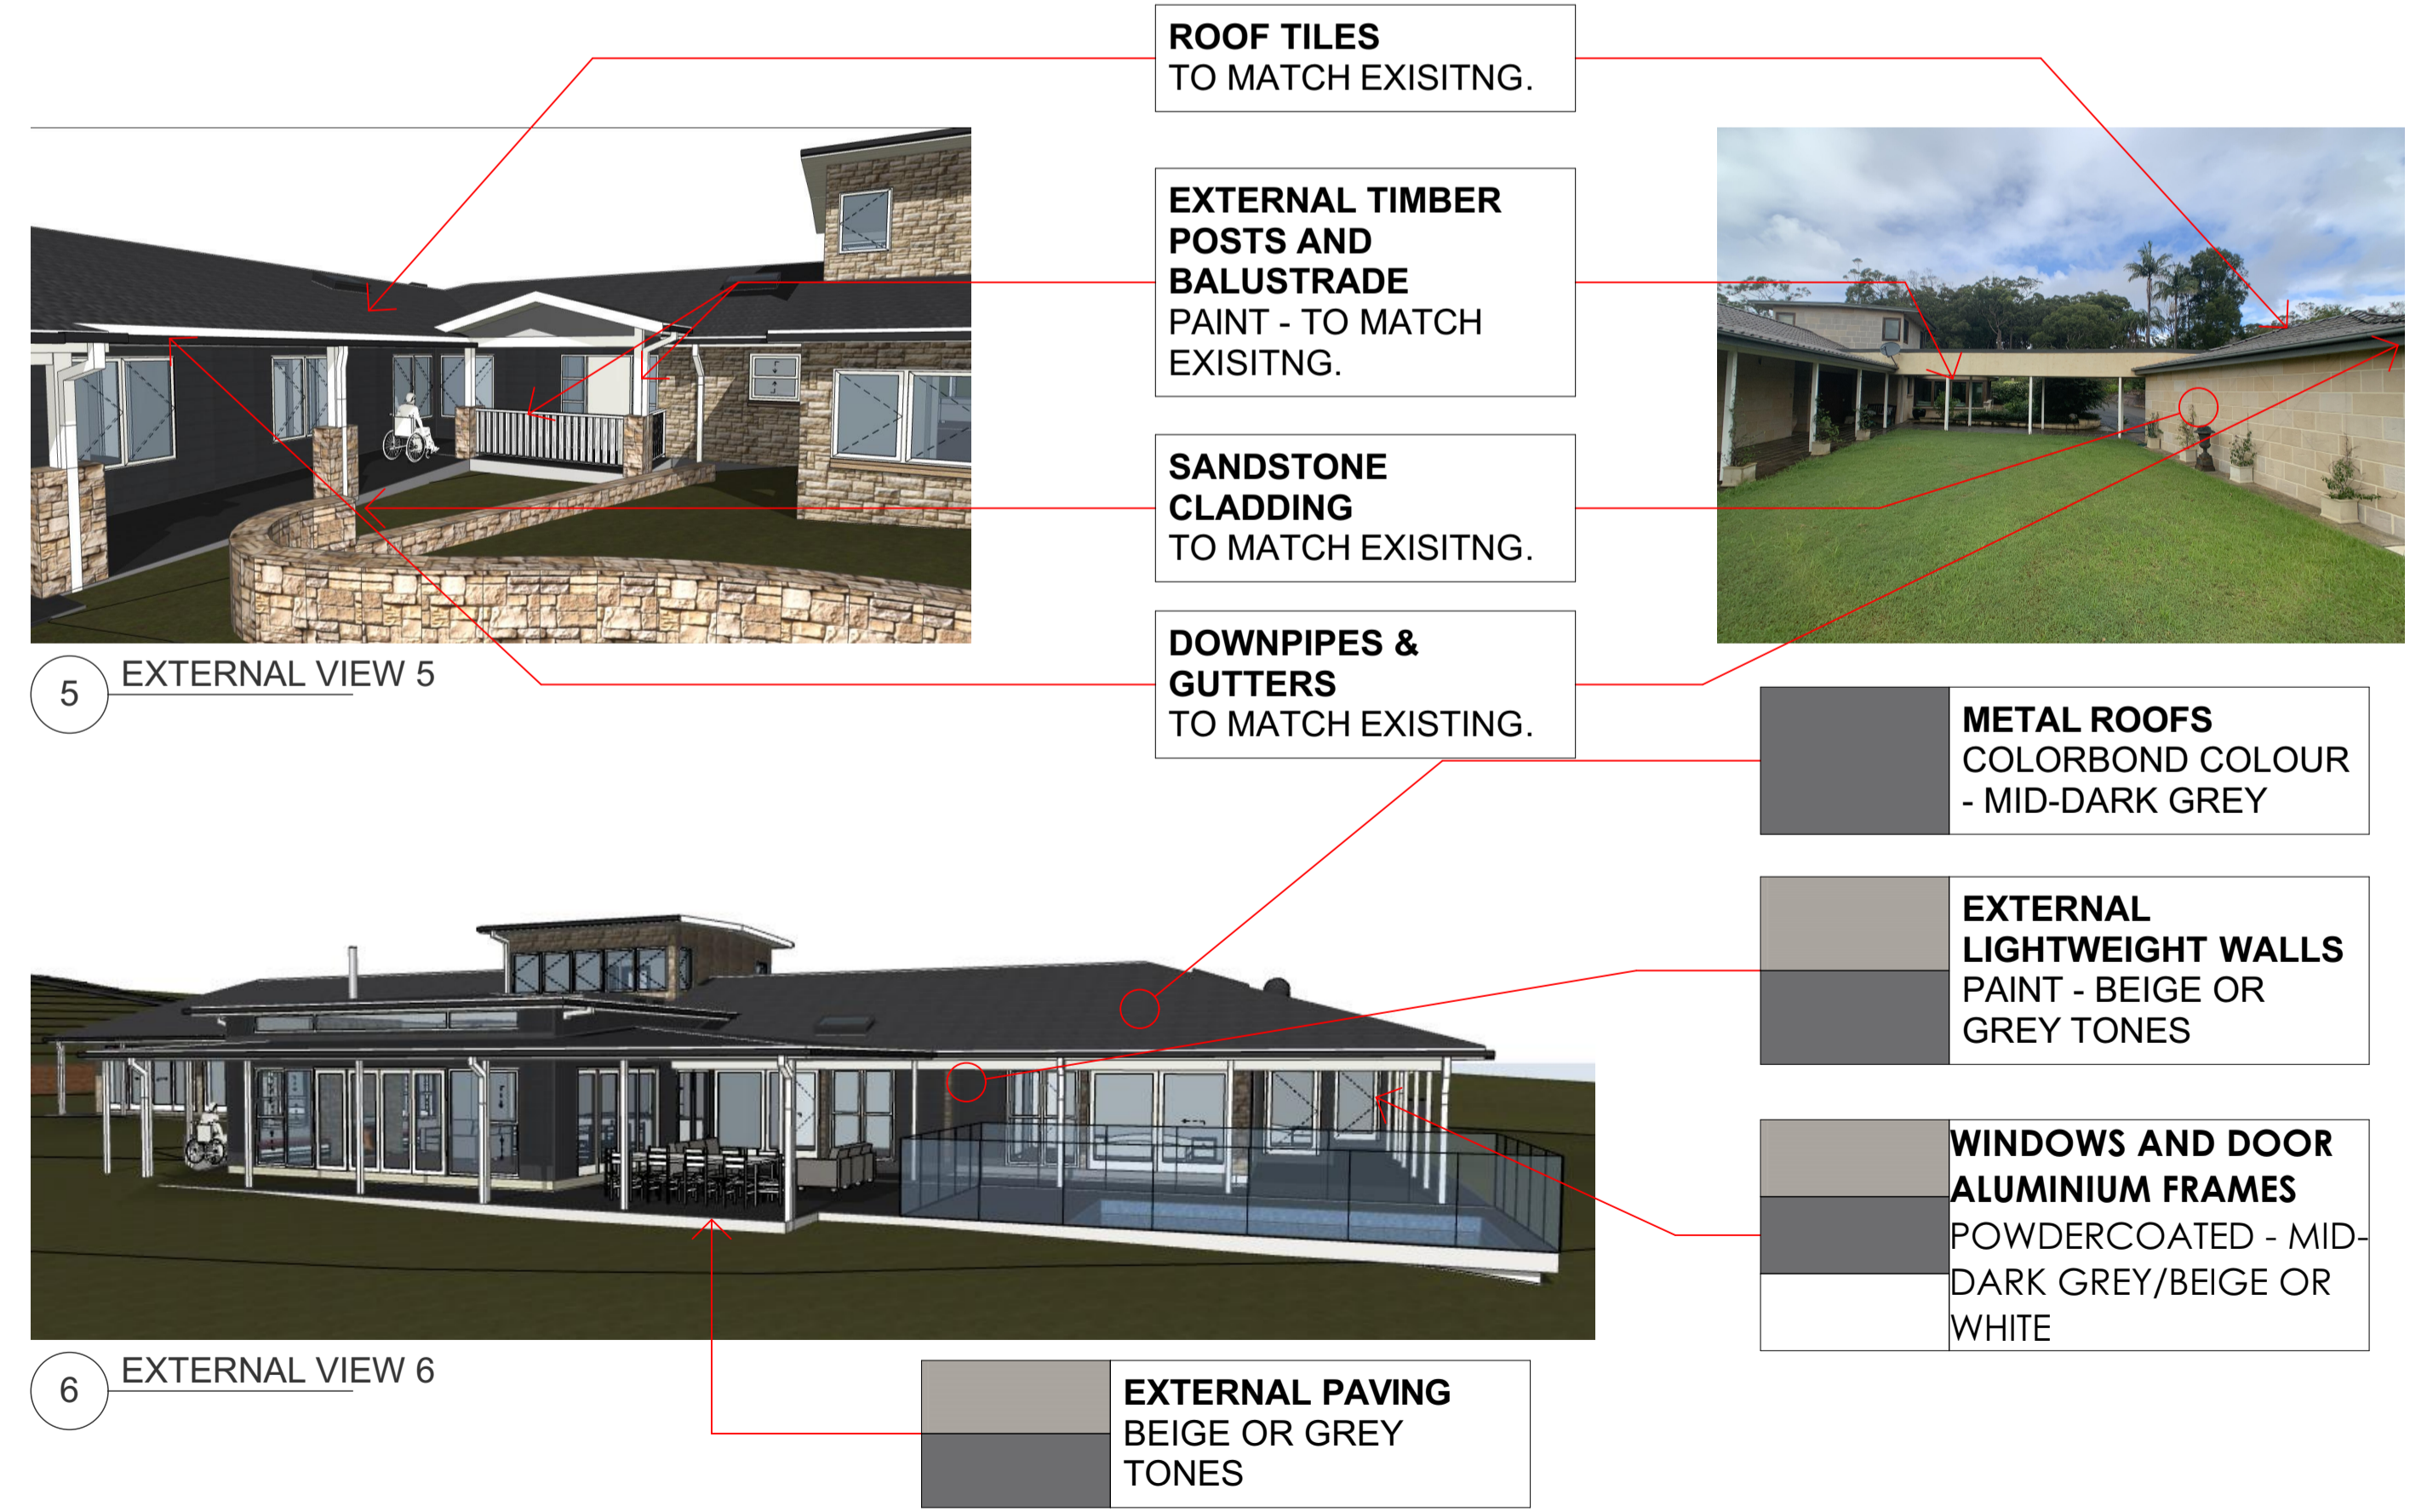 ROOF TILES
TO MATCH EXISITNG.
EXTERNAL TIMBER
POSTS AND
BALUSTRADE
PAINT - TO MATCH
EXISITNG.
SANDSTONE
CLADDING
TO MATCH EXISITNG.
DOWNPIPES &
GUTTERS
TO MATCH EXISTING.
5
EXTERNAL VIEW 5
METAL ROOFS
COLORBOND COLOUR
- MID-DARK GREY
EXTERNAL
LIGHTWEIGHT WALLS
PAINT - BEIGE OR
GREY TONES
WINDOWS AND DOOR
ALUMINIUM FRAMES
POWDERCOATED - MID-
DARK GREY/BEIGE OR
WHITE
6
EXTERNAL VIEW 6
EXTERNAL PAVING
BEIGE OR GREY
TONES